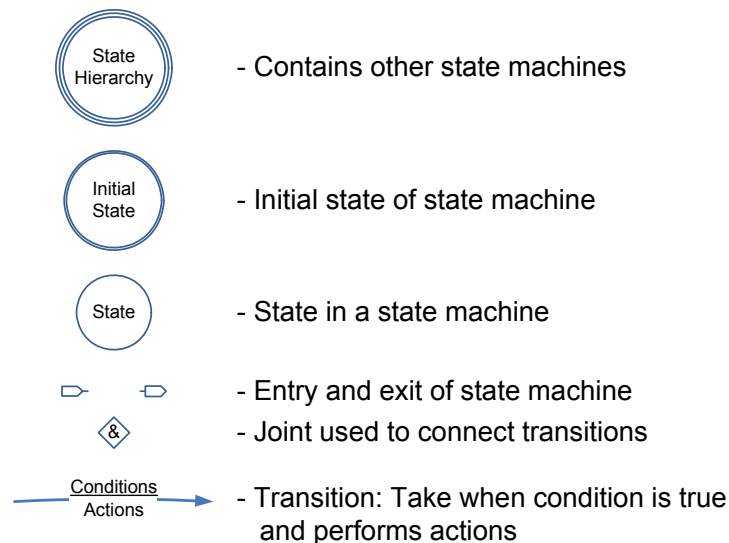 State
Hierarchy
- Contains other state machines
Initial
State
- Initial state of state machine
State
- State in a state machine
- Entry and exit of state machine
&
- Joint used to connect transitions
Conditions
Actions
- Transition: Take when condition is true
and performs actions